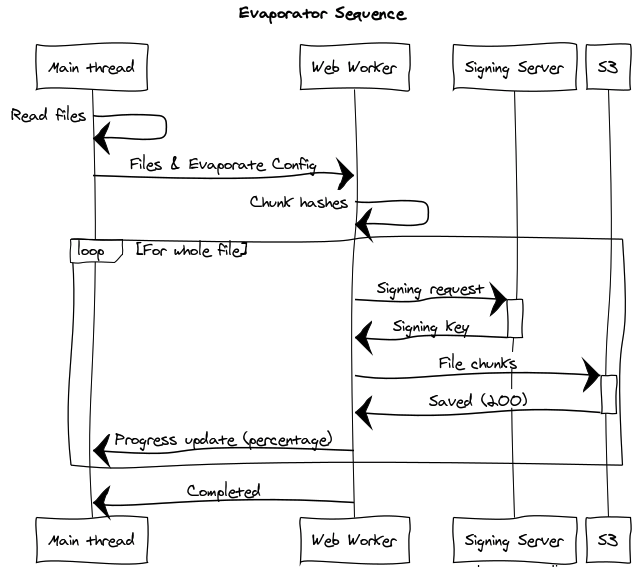 Evaporator Sequence
Main thread
Web Worker
Signing Server
S3
Read files
Files & Evaporate Config
Chunk hashes
loop
[For whole file]
Signing request
Signing Key
File chunks
Saved (200)
Progress update (percentage)
Completed
Main thread
Web Worker
Signing Server
S3